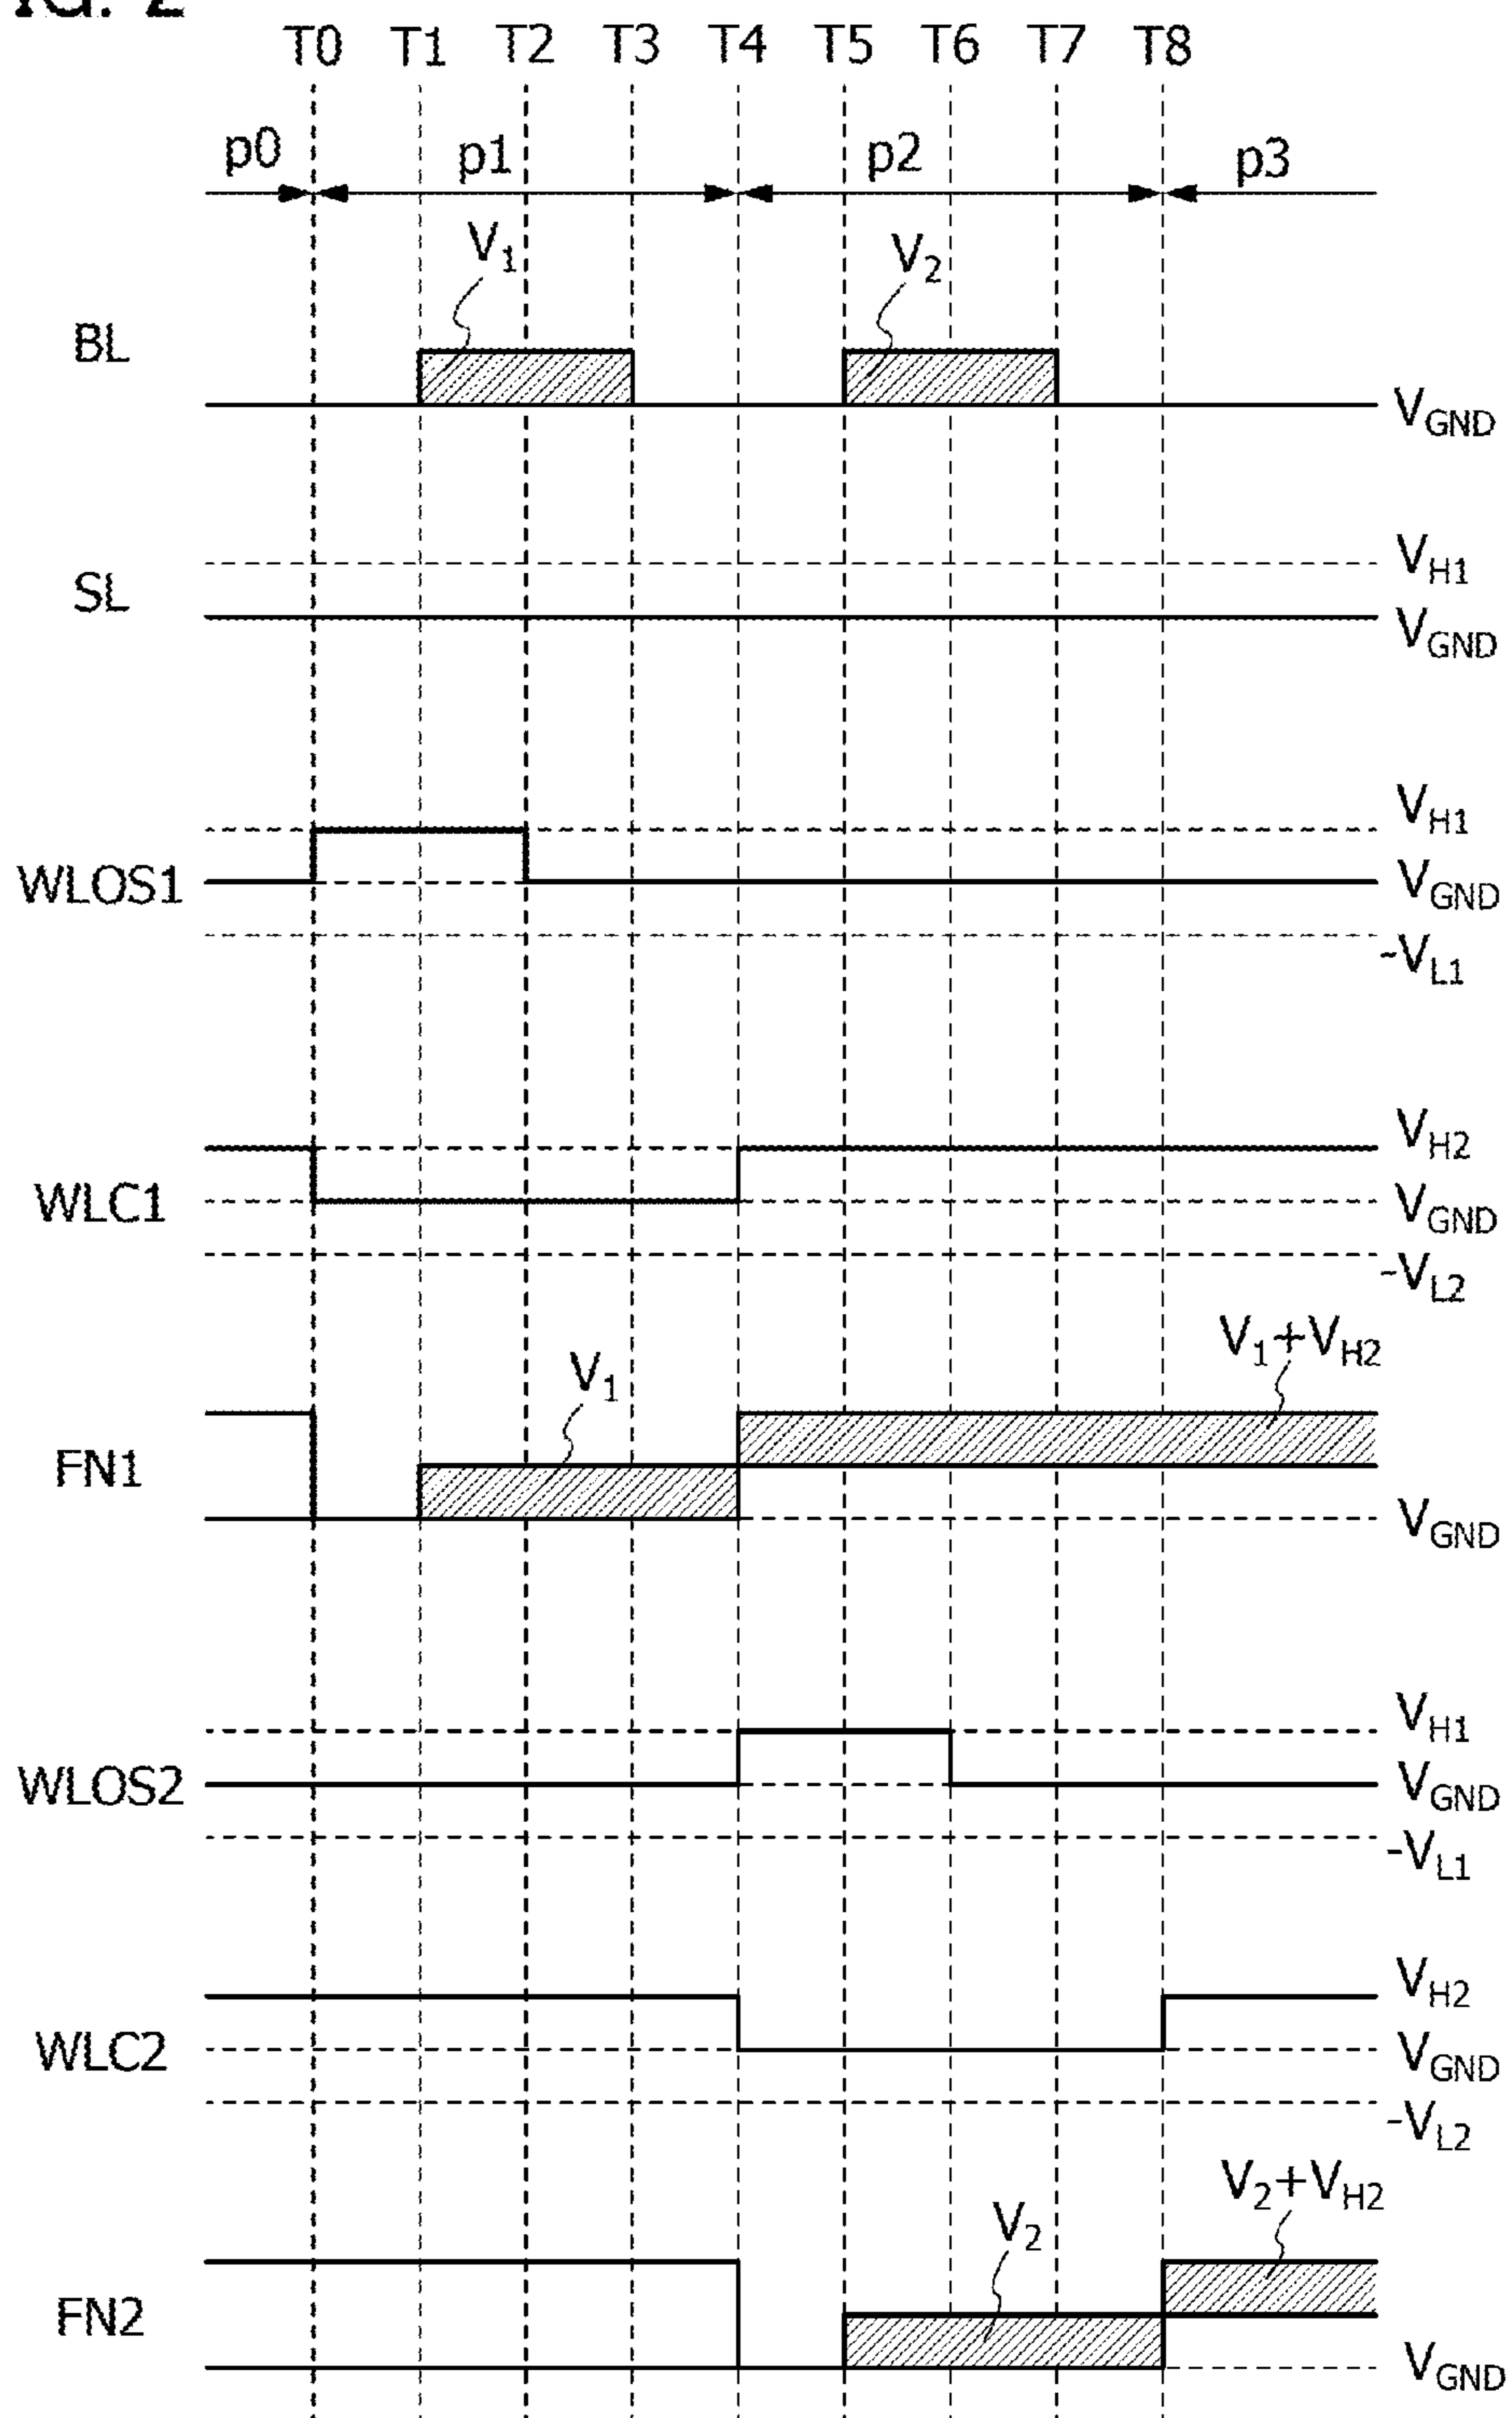 T0 T1 T2 T3 T4 T5 T6 T7 T8
p0 p1 p2 p3
V1 V2
BL
VGND
VH1
SL
VGND
VH1
WLOS1
VGND
-VL1
VH2
WLC1
VGND
-VL2
V1+VH2
V1
FN1
VGND
VH1
WLOS2
VGND
-VL1
VH2
WLC2
VGND
-VL2
V2+VH2
V2
FN2
VGND